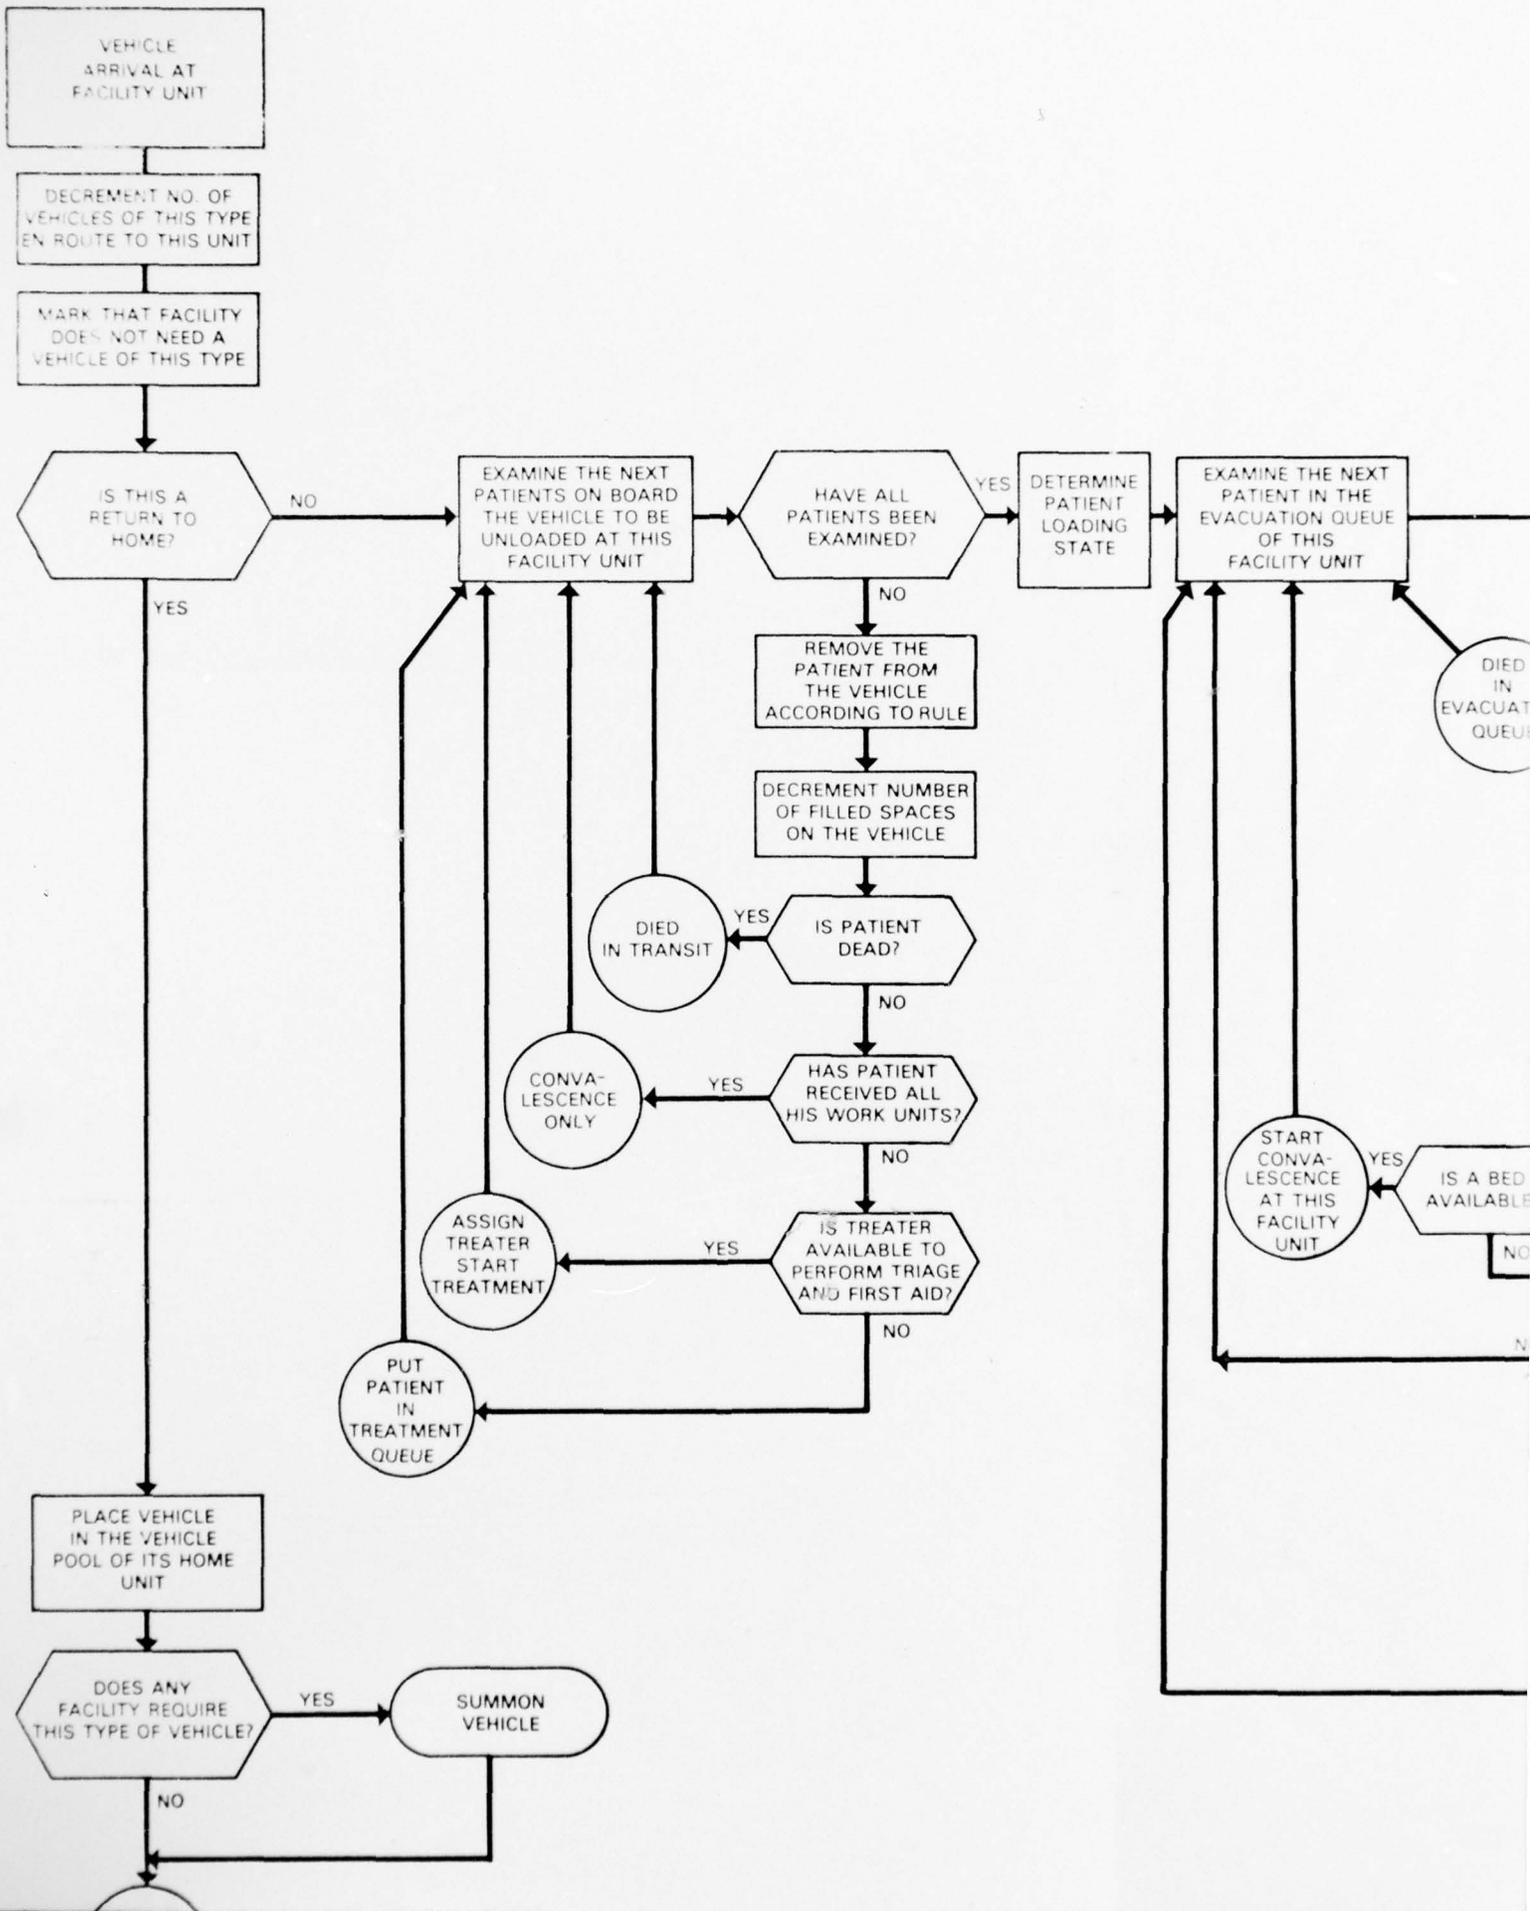 VEHICLE
ARRIVAL AT
FACILITY UNIT
DECREMENT NO. OF
VEHICLES OF THIS TYPE
EN ROUTE TO THIS UNIT
MARK THAT FACILITY
DOES NOT NEED A
VEHICLE OF THIS TYPE
IS THIS A
RETURN TO
HOME?
NO
YES
EXAMINE THE NEXT
PATIENTS ON BOARD
THE VEHICLE TO BE
UNLOADED AT THIS
FACILITY UNIT
HAVE ALL
PATIENTS BEEN
EXAMINED?
YES
NO
DETERMINE
PATIENT
LOADING
STATE
EXAMINE THE NEXT
PATIENT IN THE
EVACUATION QUEUE
OF THIS
FACILITY UNIT
REMOVE THE
PATIENT FROM
THE VEHICLE
ACCORDING TO RULE
DIED
IN
EVACUAT
QUEUE
DECREMENT NUMBER
OF FILLED SPACES
ON THE VEHICLE
DIED
IN TRANSIT
YES
IS PATIENT
DEAD?
NO
CONVA-
LESCENCE
ONLY
YES
HAS PATIENT
RECEIVED ALL
HIS WORK UNITS?
NO
START
CONVA-
LESCENCE
AT THIS
FACILITY
UNIT
YES
IS A BED
AVAILABLE
NO
ASSIGN
TREATER
START
TREATMENT
YES
IS TREATER
AVAILABLE TO
PERFORM TRIAGE
AND FIRST AID?
NO
PUT
PATIENT
IN
TREATMENT
QUEUE
PLACE VEHICLE
IN THE VEHICLE
POOL OF ITS HOME
UNIT
DOES ANY
FACILITY REQUIRE
THIS TYPE OF VEHICLE?
YES
SUMMON
VEHICLE
NO